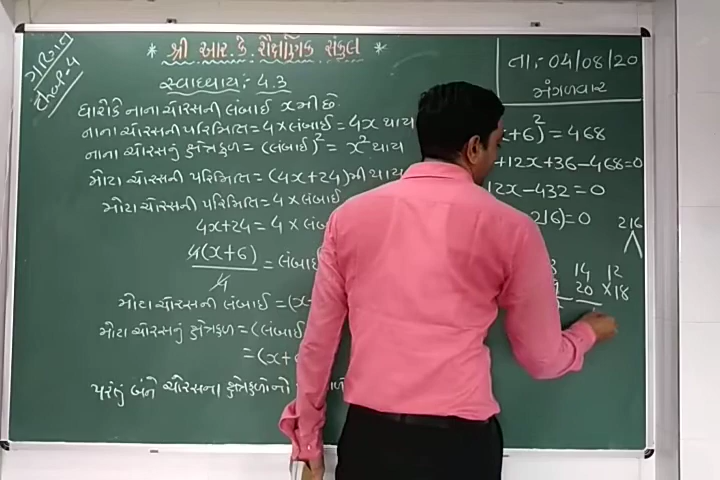 ગણિત
ચેપ્ટર-4
* શ્રી આર.કે. શૈક્ષણિક સંકુલ *
સ્વાધ્યાય: 4.3
તા:- 04/08/20
મંગળવાર
ધારોકે નાના ચોરસની લંબાઈ x મી છે.
નાના ચોરસની પરિમિતિ = 4 × લંબાઈ = 4x થાય
નાના ચોરસનું ક્ષેત્રફળ = (લંબાઈ)² = x² થાય
મોટા ચોરસની પરિમિતિ = (4x+24) મી થાય
મોટા ચોરસની પરિમિતિ = 4 × લંબાઈ
4x+24 = 4 × લંબા
4(x+6)
/ 4 = લંબાઈ
મોટા ચોરસની લંબાઈ = (x+
મોટા ચોરસનું ક્ષેત્રફળ = (લંબાઈ
= (x+6
પરંતુ બંને ચોરસના ક્ષેત્રફળોનો
x+6)² = 468
+12x+36-468=0
12x-432=0
216)=0
216
14 12
20 ×18